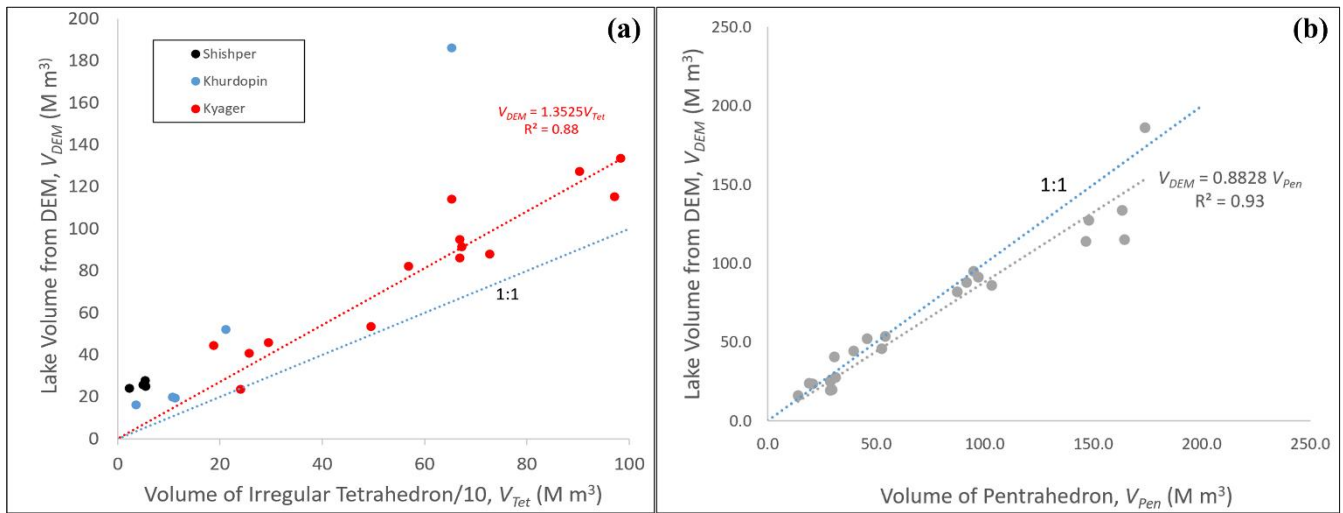 (a)
Lake Volume from DEM, V_DEM (M m³)
200
180
160
140
120
100
80
60
40
20
0
Shishper
Khurdopin
Kyager
V_DEM = 1.3525V_Tet
R² = 0.88
1:1
0 20 40 60 80 100
Volume of Irregular Tetrahedron/10, V_Tet (M m³)
(b)
Lake Volume from DEM, V_DEM (M m³)
250.0
200.0
150.0
100.0
50.0
0.0
1:1
V_DEM = 0.8828 V_Pen
R² = 0.93
0.0 50.0 100.0 150.0 200.0 250.0
Volume of Pentrahedron, V_Pen (M m³)